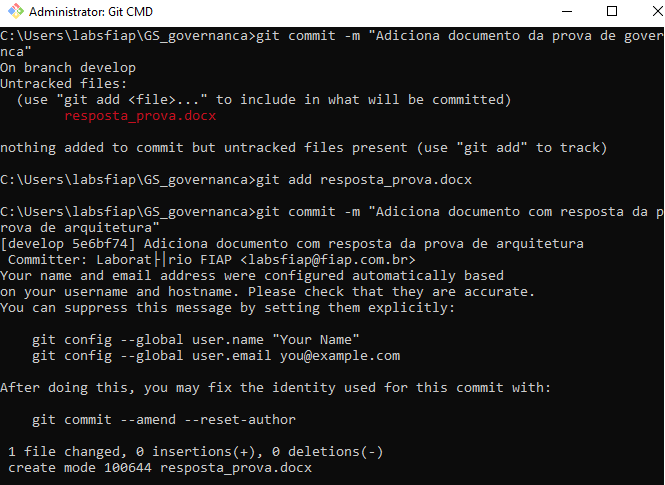 Administrator: Git CMD
C:\Users\labsfiap\GS_governanca>git commit -m "Adiciona documento da prova de gover
nca"
On branch develop
Untracked files:
  (use "git add <file>..." to include in what will be committed)
        resposta_prova.docx

nothing added to commit but untracked files present (use "git add" to track)

C:\Users\labsfiap\GS_governanca>git add resposta_prova.docx

C:\Users\labsfiap\GS_governanca>git commit -m "Adiciona documento com resposta da p
rova de arquitetura"
[develop 5e6bf74] Adiciona documento com resposta da prova de arquitetura
 Committer: Laborat├│rio FIAP <labsfiap@fiap.com.br>
Your name and email address were configured automatically based
on your username and hostname. Please check that they are accurate.
You can suppress this message by setting them explicitly:

    git config --global user.name "Your Name"
    git config --global user.email you@example.com

After doing this, you may fix the identity used for this commit with:

    git commit --amend --reset-author

 1 file changed, 0 insertions(+), 0 deletions(-)
 create mode 100644 resposta_prova.docx